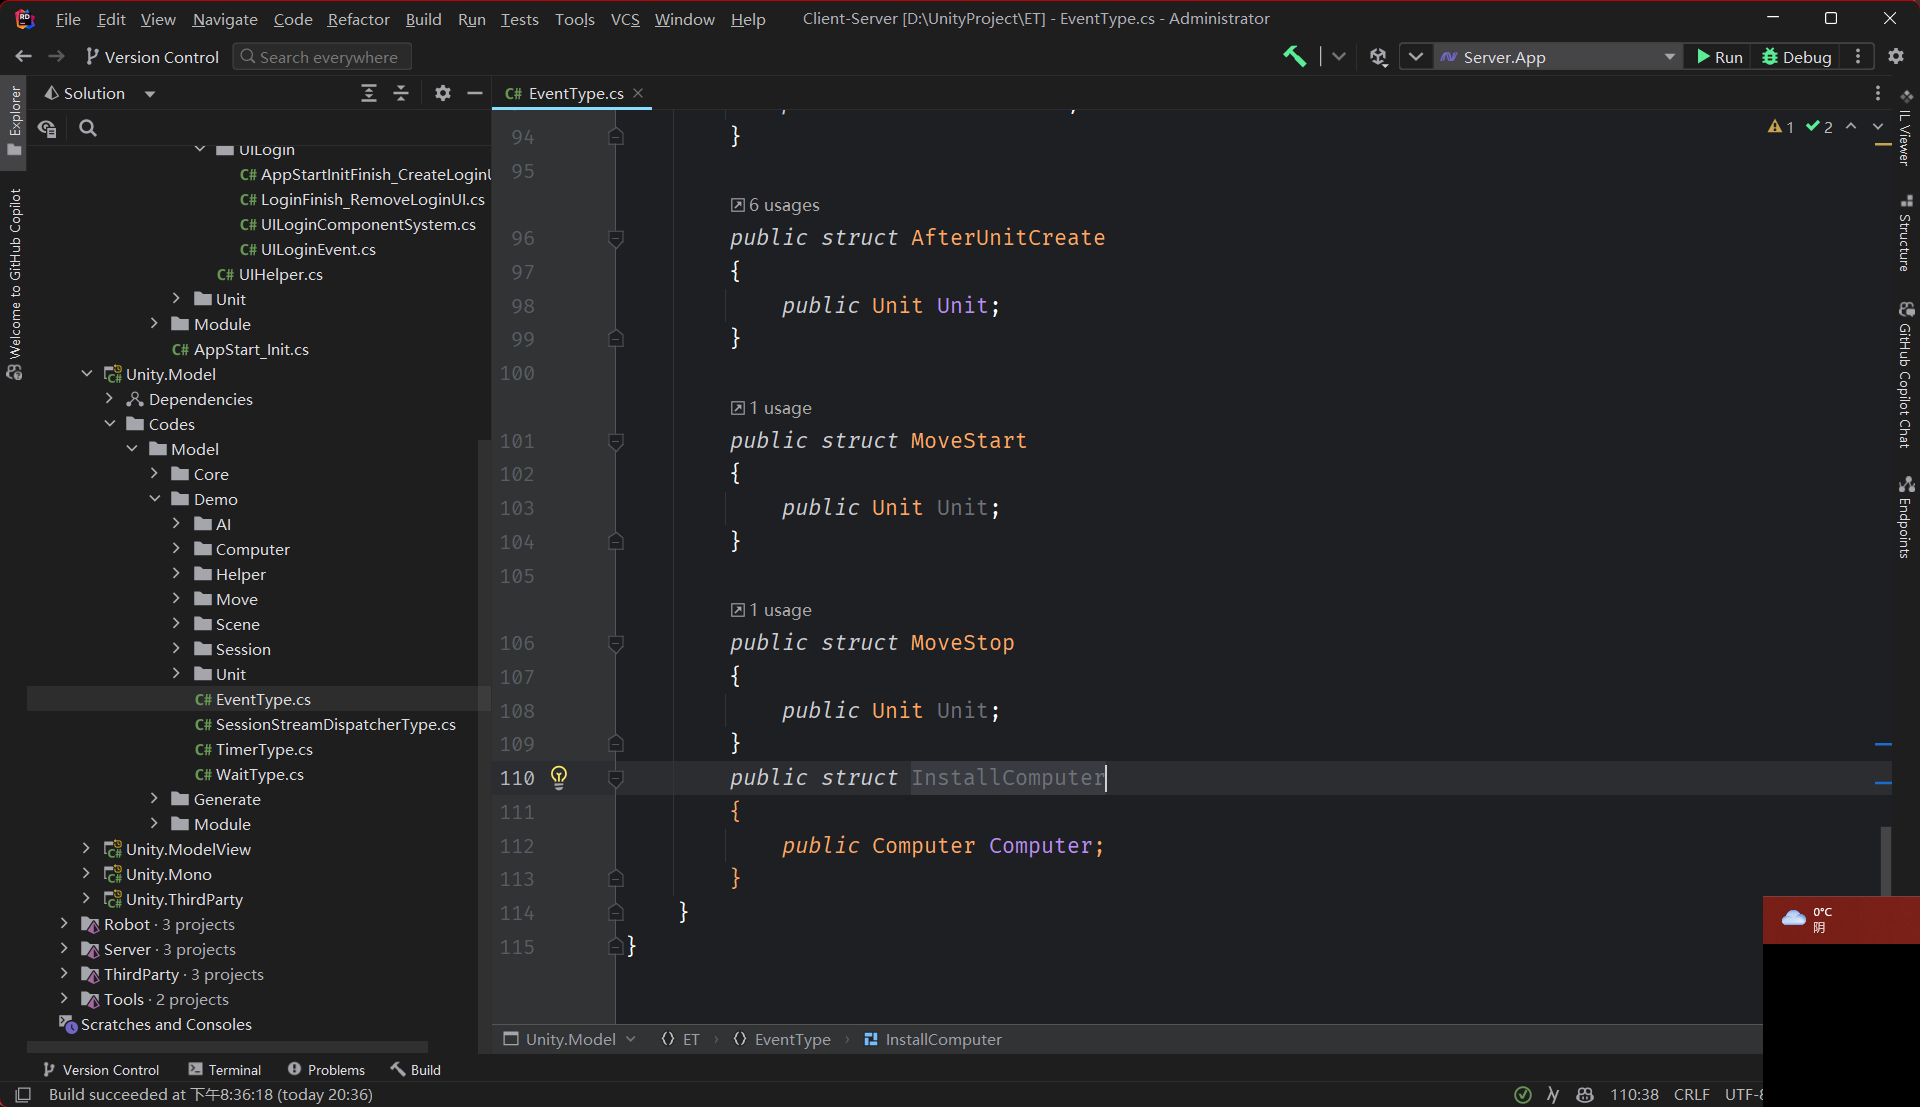 File Edit View Navigate Code Refactor Build Run Tests Tools VCS Window Help Client-Server [D:\UnityProject\ET] - EventType.cs - Administrator
Version Control Search everywhere Server.App Run Debug
Solution
EventType.cs
Explorer
Welcome to GitHub Copilot
UILogin
C# AppStartInitFinish_CreateLoginU
C# LoginFinish_RemoveLoginUI.cs
C# UILoginComponentSystem.cs
C# UILoginEvent.cs
C# UIHelper.cs
Unit
Module
C# AppStart_Init.cs
Unity.Model
Dependencies
Codes
Model
Core
Demo
AI
Computer
Helper
Move
Scene
Session
Unit
C# EventType.cs
C# SessionStreamDispatcherType.cs
C# TimerType.cs
C# WaitType.cs
Generate
Module
Unity.ModelView
Unity.Mono
Unity.ThirdParty
Robot · 3 projects
Server · 3 projects
ThirdParty · 3 projects
Tools · 2 projects
Scratches and Consoles
C# EventType.cs
1 2
94 }
95
6 usages
96 public struct AfterUnitCreate
97 {
98 public Unit Unit;
99 }
100
1 usage
101 public struct MoveStart
102 {
103 public Unit Unit;
104 }
105
1 usage
106 public struct MoveStop
107 {
108 public Unit Unit;
109 }
110 public struct InstallComputer
111 {
112 public Computer Computer;
113 }
114 }
115 }
IL Viewer
Structure
GitHub Copilot Chat
Endpoints
0°C
阴
Unity.Model ET EventType InstallComputer
Version Control Terminal Problems Build
Build succeeded at 下午8:36:18 (today 20:36) 110:38 CRLF UTF-8